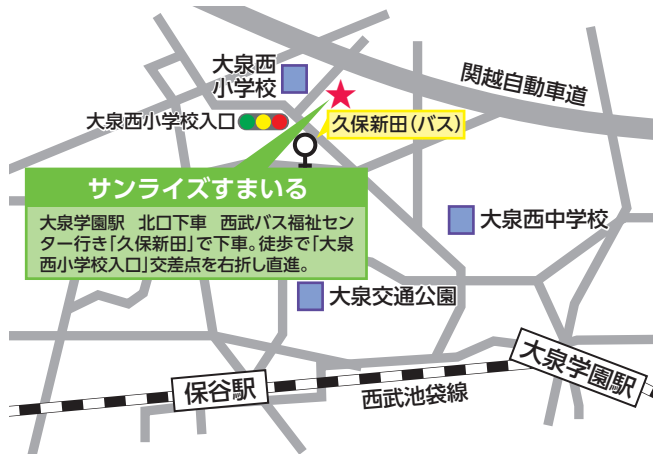 大泉西
小学校
関越自動車道
大泉西小学校入口
久保新田(バス)
サンライズすまいる
大泉学園駅 北口下車 西武バス福祉セン
ター行き「久保新田」で下車。徒歩で「大泉
西小学校入口」交差点を右折し直進。
大泉西中学校
大泉交通公園
大泉学園駅
保谷駅
西武池袋線